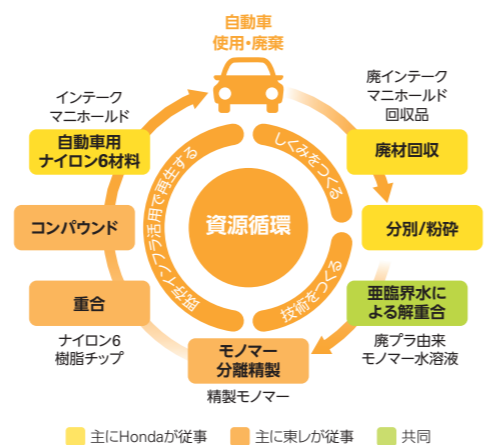 自動車
使用・廃棄
廃インテーク
マニホールド
回収品
廃材回収
分別/粉砕
亜臨界水に
よる解重合
廃プラ由来
モノマー水溶液
モノマー
分離精製
精製モノマー
重合
ナイロン6
樹脂チップ
コンパウンド
インテーク
マニホールド
自動車用
ナイロン6材料
しくみをつくる
技術をつくる
既存インフラ活用で再生する
資源循環
主にHondaが従事
主に東レが従事
共同